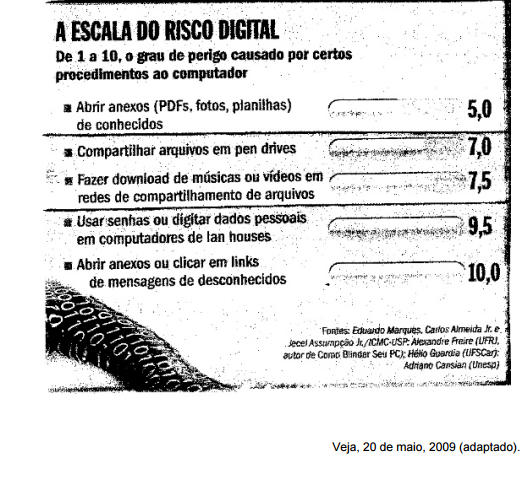 A ESCALA DO RISCO DIGITAL
De 1 a 10, o grau de perigo causado por certos
procedimentos ao computador
Abrir anexos (PDFs, fotos, planilhas)
de conhecidos
5,0
Compartilhar arquivos em pen drives
7,0
Fazer download de músicas ou vídeos em
redes de compartilhamento de arquivos
7,5
Usar senhas ou digitar dados pessoais
em computadores de lan houses
9,5
Abrir anexos ou clicar em links
de mensagens de desconhecidos
10,0
Fontes: Eduardo Marques, Carlos Almeida Jr. e
Jecel Assumpção Jr./ICMC-USP; Alexandre Freire (UFRJ,
autor de Como Blindar Seu PC); Hélio Guardia (UFSCar);
Adriano Cansian (Unesp)
Veja, 20 de maio, 2009 (adaptado).